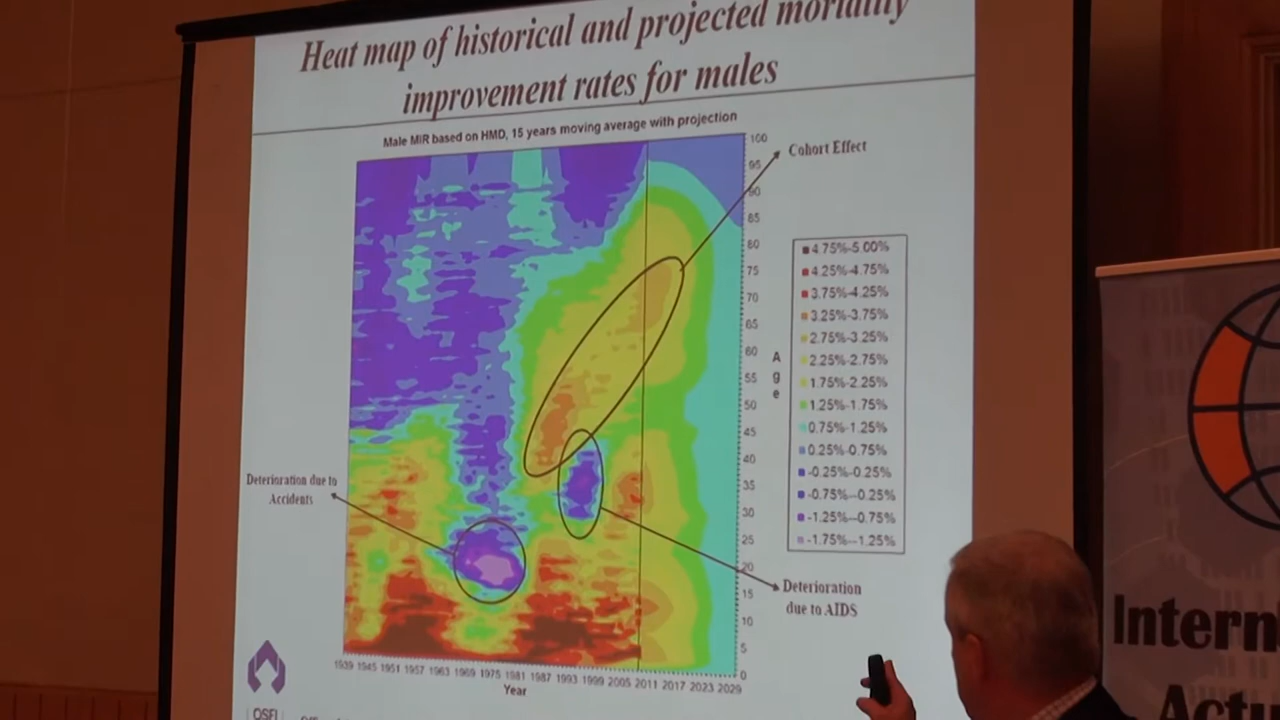 Heat map of historical and projected mortality
improvement rates for males
Male MIR based on HMD, 15 years moving average with projection
Cohort Effect
100
95
90
85
80
75
70
65
60
55
50
45
40
35
30
25
20
15
10
5
0
Age
4.75%-5.00%
4.25%-4.75%
3.75%-4.25%
3.25%-3.75%
2.75%-3.25%
2.25%-2.75%
1.75%-2.25%
1.25%-1.75%
0.75%-1.25%
0.25%-0.75%
-0.25%-0.25%
-0.75%--0.25%
-1.25%--0.75%
-1.75%--1.25%
Deterioration due to
Accidents
Deterioration
due to AIDS
1939 1945 1951 1957 1963 1969 1975 1981 1987 1993 1999 2005 2011 2017 2023 2029
Year
OSFI
Intern
Actu